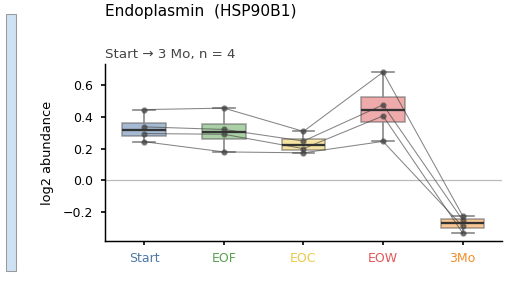 Endoplasmin (HSP90B1)
Start → 3 Mo, n = 4
log2 abundance
0.6
0.4
0.2
0.0
−0.2
Start EOF EOC EOW 3Mo